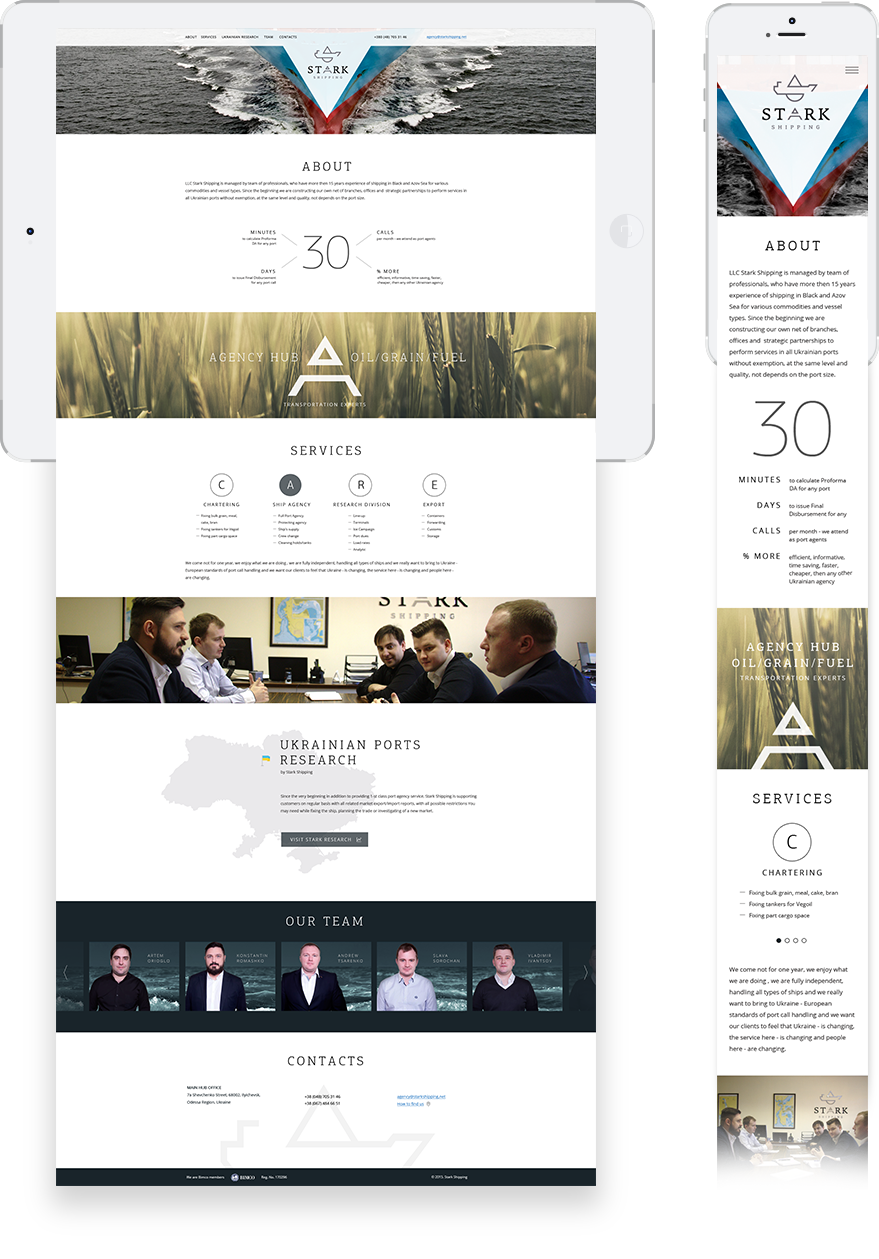 ABOUT SERVICES UKRAINIAN RESEARCH TEAM CONTACTS +380 (48) 705 31 46 agency@starkshipping.net
STARK
SHIPPING
ABOUT
LLC Stark Shipping is managed by team of professionals, who have more then 15 years experience of shipping in Black and Azov Sea for various
commodities and vessel types. Since the beginning we are constructing our own net of branches, offices and strategic partnerships to perform services in
all Ukrainian ports without exemption, at the same level and quality, not depends on the port size.
MINUTES
to calculate Proforma
DA for any port
30
CALLS
per month - we attend as port agents
DAYS
to issue Final Disbursement
for any port call
% MORE
efficient, informative, time saving, faster,
cheaper, then any other Ukrainian agency
AGENCY HUB OIL/GRAIN/FUEL
TRANSPORTATION EXPERTS
SERVICES
C
CHARTERING
— Fixing bulk grain, meal,
cake, bran
— Fixing tankers for Vegoil
— Fixing part cargo space
A
SHIP AGENCY
— Full Port Agency
— Protecting agency
— Ship's supply
— Crew change
— Cleaning holds/tanks
R
RESEARCH DIVISION
— Line-up
— Terminals
— Ice Campaign
— Port dues
— Load rates
— Analysis
E
EXPORT
— Containers
— Forwarding
— Customs
— Storage
We come not for one year, we enjoy what we are doing , we are fully independent, handling all types of ships and we really want to bring to Ukraine -
European standards of port call handling and we want our clients to feel that Ukraine - is changing, the service here - is changing and people here -
are changing.
STARK
SHIPPING
UKRAINIAN PORTS
RESEARCH
by Stark Shipping
Since the very beginning in addition to providing 1st class port agency service, Stark Shipping is supporting
customers on regular basis with all related market export/import reports, with all possible restrictions You
may need while fixing the ship, planning the trade or investigating of a new market.
VISIT STARK RESEARCH
OUR TEAM
ARTEM
ORIOGLO
KONSTANTIN
ROMASHKO
ANDREW
TSARENKO
SLAVA
SOROCHAN
VLADIMIR
IVANTSOV
CONTACTS
MAIN HUB OFFICE
7a Shevchenko Street, 68002, Ilyichevsk,
Odessa Region, Ukraine
+38 (048) 705 31 46
+38 (067) 484 66 51
agency@starkshipping.net
How to find us
We are Bimco members BIMCO Reg. No. 175396 © 2015. Stark Shipping
STARK
SHIPPING
ABOUT
LLC Stark Shipping is managed by team of
professionals, who have more then 15 years
experience of shipping in Black and Azov
Sea for various commodities and vessel
types. Since the beginning we are
constructing our own net of branches,
offices and strategic partnerships to
perform services in all Ukrainian ports
without exemption, at the same level and
quality, not depends on the port size.
30
MINUTES to calculate Proforma
DA for any port
DAYS to issue Final
Disbursement for any
CALLS per month - we attend
as port agents
% MORE efficient, informative,
time saving, faster,
cheaper, then any other
Ukrainian agency
AGENCY HUB
OIL/GRAIN/FUEL
TRANSPORTATION EXPERTS
SERVICES
C
CHARTERING
— Fixing bulk grain, meal, cake, bran
— Fixing tankers for Vegoil
— Fixing part cargo space
We come not for one year, we enjoy what
we are doing , we are fully independent,
handling all types of ships and we really
want to bring to Ukraine - European
standards of port call handling and we want
our clients to feel that Ukraine - is changing,
the service here - is changing and people
here - are changing.
STARK
SHIPPING